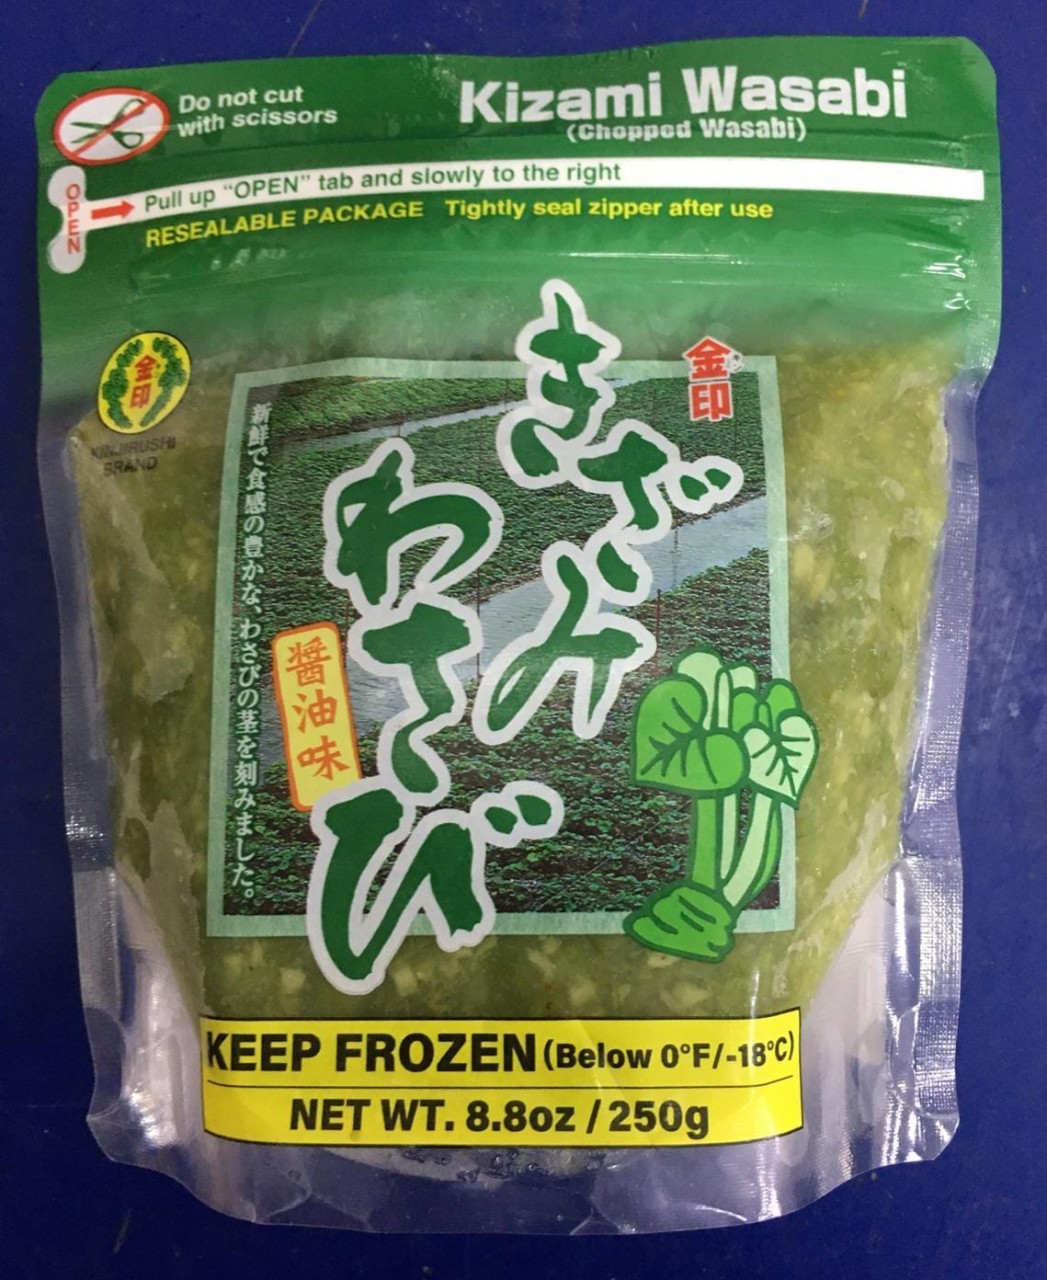 Do not cut
with scissors
Kizami Wasabi
(Chopped Wasabi)
OPEN
Pull up "OPEN" tab and slowly to the right
RESEALABLE PACKAGE Tightly seal zipper after use
金印
KINJIRUSHI
BRAND
金印
キン
きざみ
わさび
醤油味
新鮮で食感の豊かな、わさびの茎を刻みました。
KEEP FROZEN (Below 0°F/-18°C)
NET WT. 8.8oz / 250g